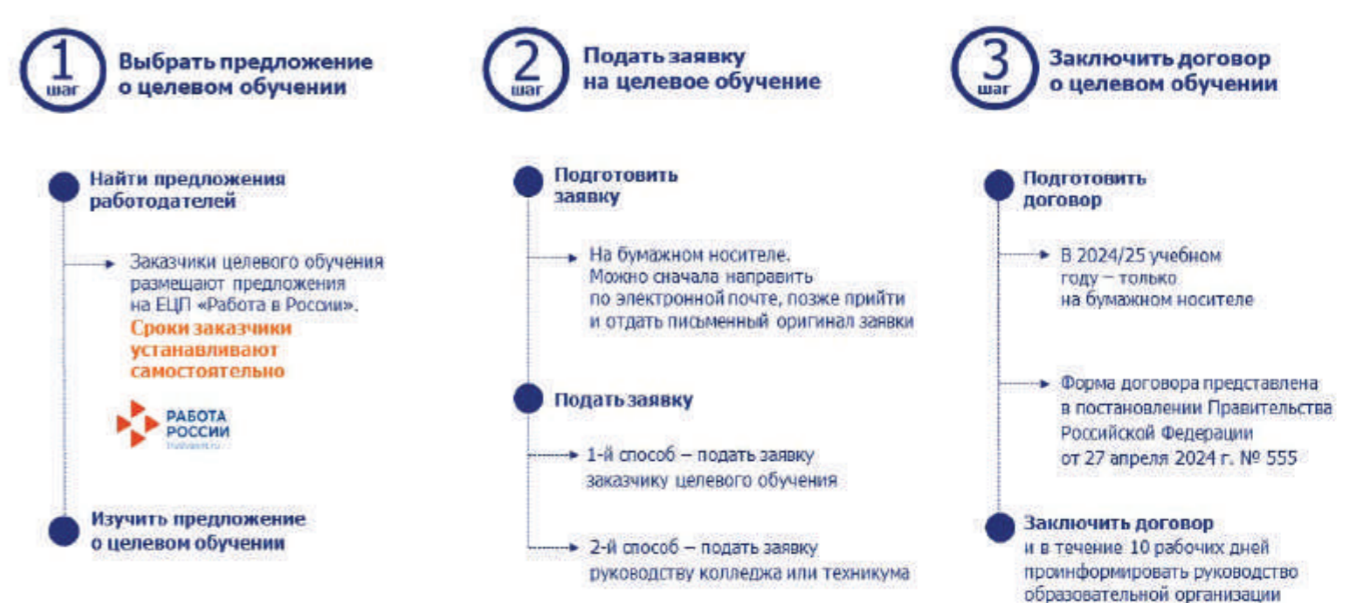 1
шаг
Выбрать предложение
о целевом обучении
Найти предложения
работодателей
Заказчики целевого обучения
размещают предложения
на ЕЦП «Работа в России».
Сроки заказчики
устанавливают
самостоятельно
РАБОТА
РОССИИ
Изучить предложение
о целевом обучении
2
шаг
Подать заявку
на целевое обучение
Подготовить
заявку
На бумажном носителе.
Можно сначала направить
по электронной почте, позже прийти
и отдать письменный оригинал заявки
Подать заявку
1-й способ – подать заявку
заказчику целевого обучения
2-й способ – подать заявку
руководству колледжа или техникума
3
шаг
Заключить договор
о целевом обучении
Подготовить
договор
В 2024/25 учебном
году – только
на бумажном носителе
Форма договора представлена
в постановлении Правительства
Российской Федерации
от 27 апреля 2024 г. № 555
Заключить договор
и в течение 10 рабочих дней
проинформировать руководство
образовательной организации